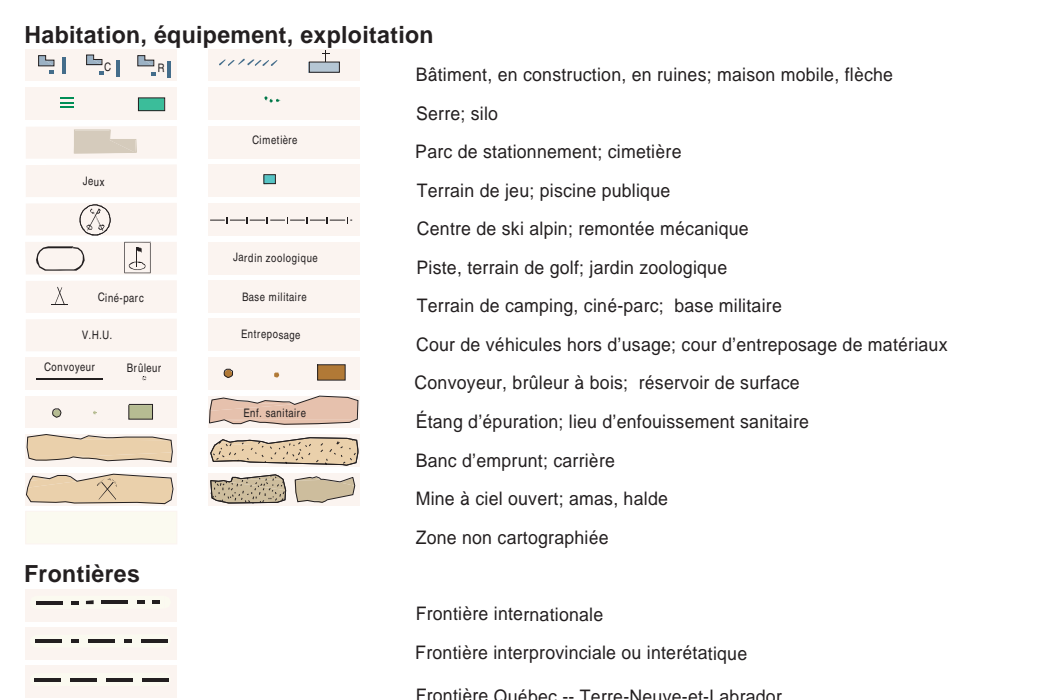 Habitation, équipement, exploitation
C R Bâtiment, en construction, en ruines; maison mobile, flèche
Serre; silo
Cimetière Parc de stationnement; cimetière
Jeux Terrain de jeu; piscine publique
Centre de ski alpin; remontée mécanique
Jardin zoologique Piste, terrain de golf; jardin zoologique
Ciné-parc Base militaire Terrain de camping, ciné-parc; base militaire
V.H.U. Entreposage Cour de véhicules hors d'usage; cour d'entreposage de matériaux
Convoyeur Brûleur Convoyeur, brûleur à bois; réservoir de surface
Enf. sanitaire Étang d'épuration; lieu d'enfouissement sanitaire
Banc d'emprunt; carrière
Mine à ciel ouvert; amas, halde
Zone non cartographiée
Frontières
Frontière internationale
Frontière interprovinciale ou interétatique
Frontière Québec -- Terre-Neuve-et-Labrador